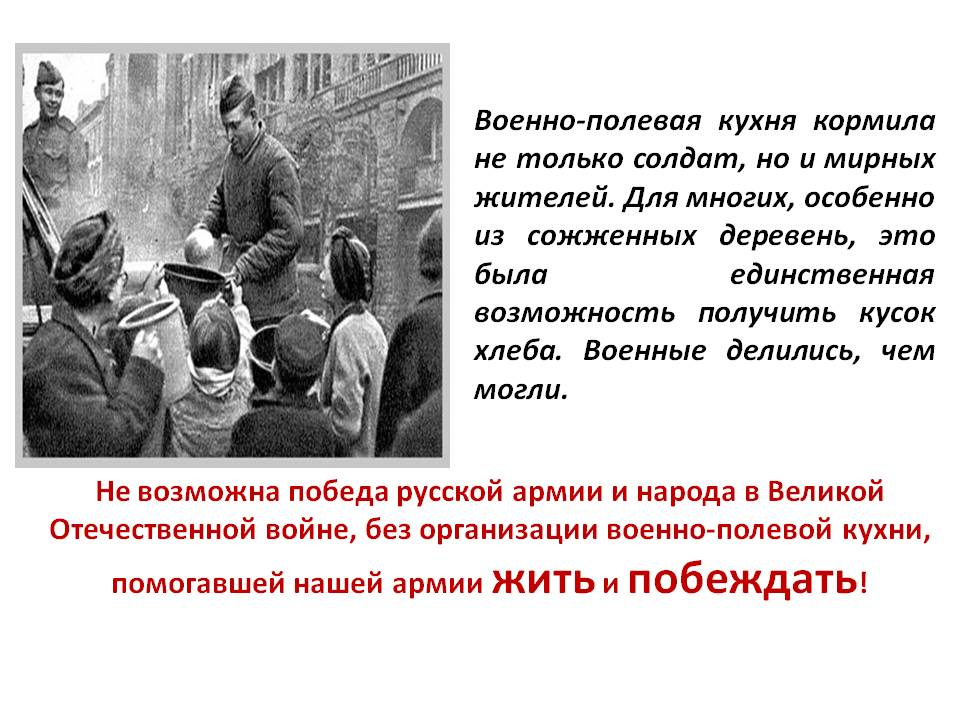 Военно-полевая кухня кормила
не только солдат, но и мирных
жителей. Для многих, особенно
из сожженных деревень, это
была единственная
возможность получить кусок
хлеба. Военные делились, чем
могли.
Не возможна победа русской армии и народа в Великой
Отечественной войне, без организации военно-полевой кухни,
помогавшей нашей армии жить и побеждать!